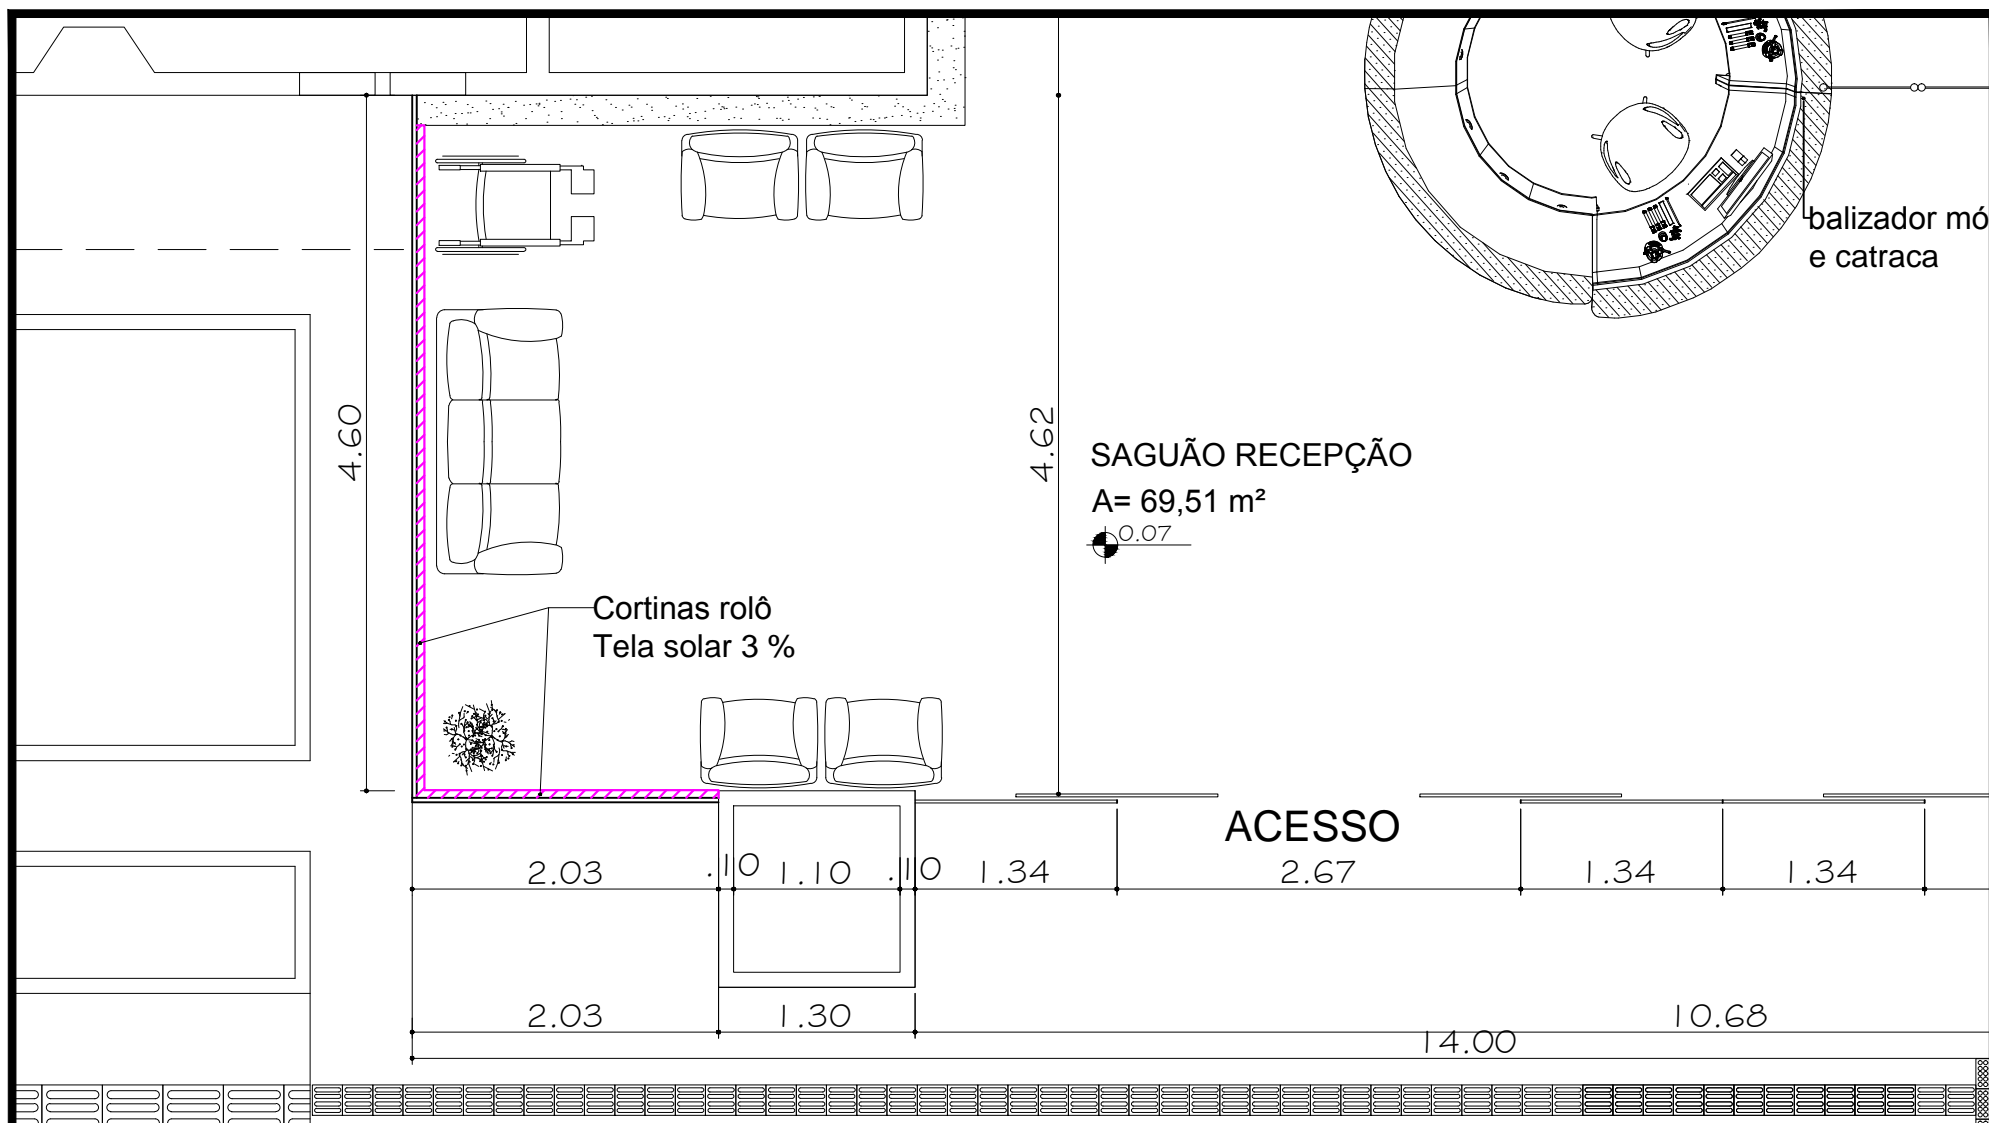 balizador mó
e catraca
4.60
4.62
SAGUÃO RECEPÇÃO
A= 69,51 m²
0.07
Cortinas rolô
Tela solar 3 %
ACESSO
2.03 .10 1.10 .10 1.34 2.67 1.34 1.34
2.03 1.30 10.68
14.00